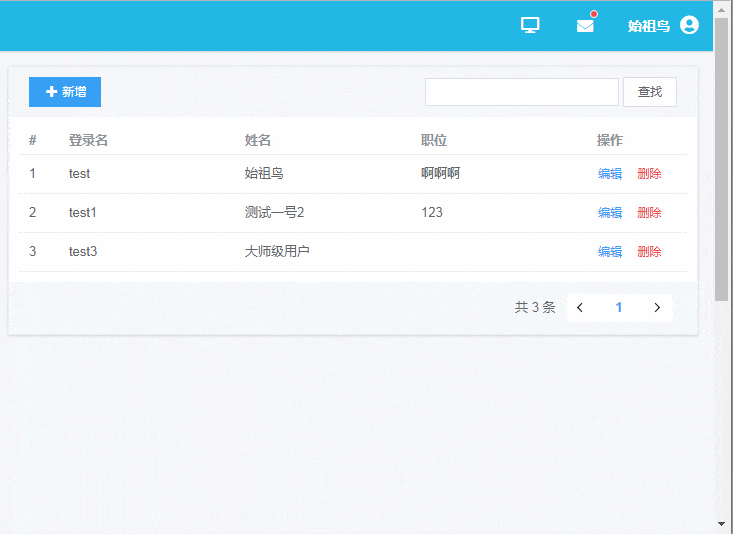 始祖鸟
新增 查找
# 登录名 姓名 职位 操作
1 test 始祖鸟 啊啊啊 编辑 删除
2 test1 测试一号2 123 编辑 删除
3 test3 大师级用户 编辑 删除
共 3 条 1